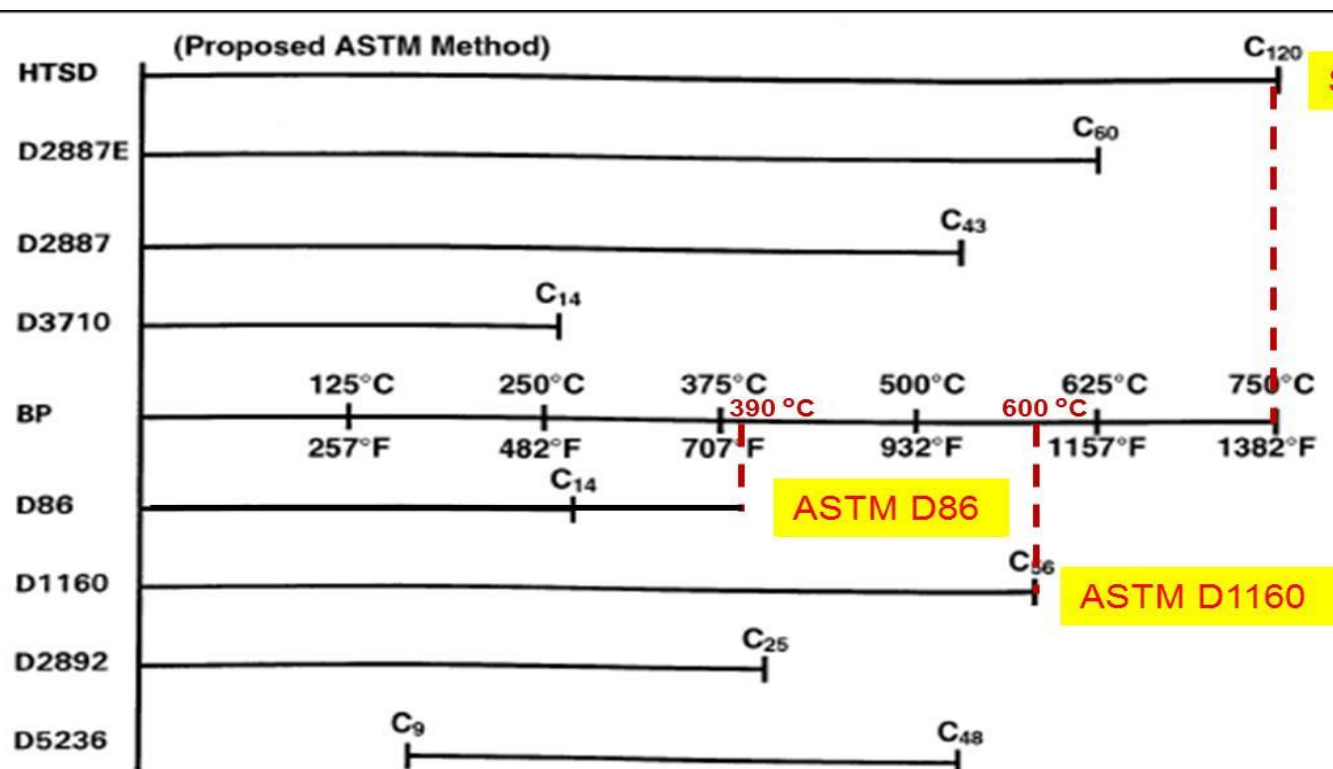 (Proposed ASTM Method)
HTSD C₁₂₀
D2887E C₆₀
D2887 C₄₃
D3710 C₁₄
125°C 250°C 375°C 500°C 625°C 750°C
BP 390 °C 600 °C
257°F 482°F 707°F 932°F 1157°F 1382°F
D86 C₁₄ ASTM D86
D1160 C₅₆ ASTM D1160
D2892 C₂₅
D5236 C₉ C₄₈